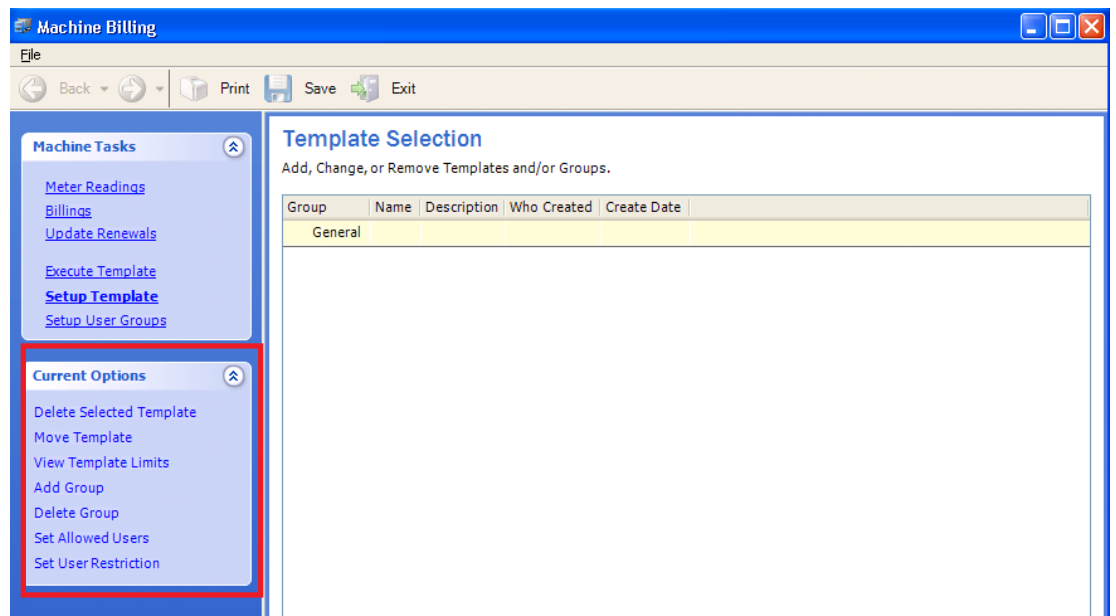 Machine Billing
File
Back Print Save Exit
Machine Tasks
Meter Readings
Billings
Update Renewals
Execute Template
Setup Template
Setup User Groups
Current Options
Delete Selected Template
Move Template
View Template Limits
Add Group
Delete Group
Set Allowed Users
Set User Restriction
Template Selection
Add, Change, or Remove Templates and/or Groups.
Group Name Description Who Created Create Date
General